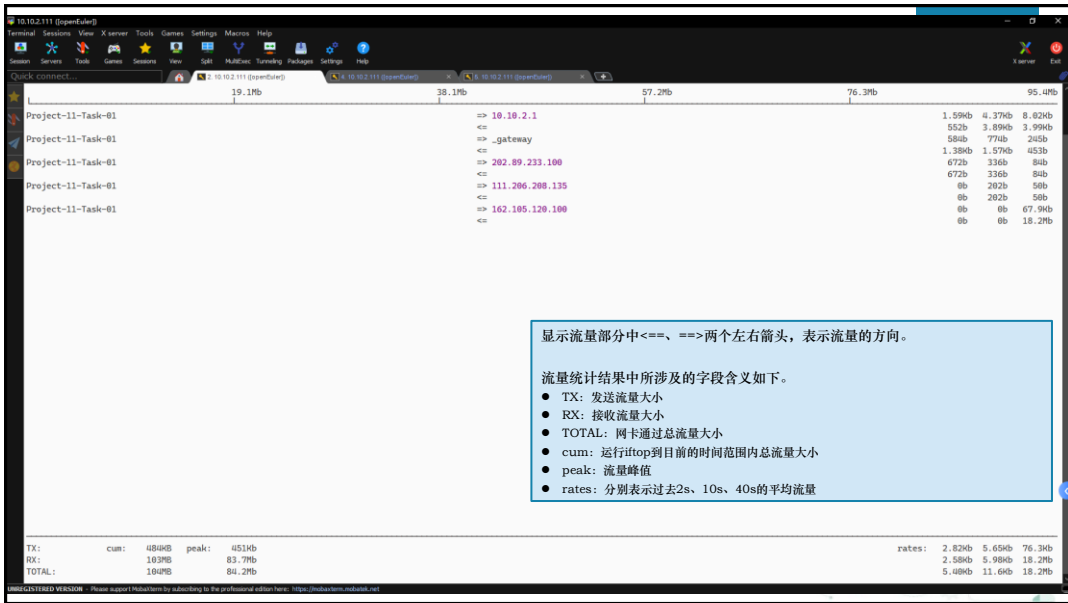 10.10.2.111 ([openEuler])
Terminal Sessions View X server Tools Games Settings Macros Help
Session Servers Tools Games Sessions View Split MultiExec Tunneling Packages Settings Help X server Exit
Quick connect... 2. 10.10.2.111 ([openEuler]) 4. 10.10.2.111 ([openEuler]) 5. 10.10.2.111 ([openEuler])
19.1Mb 38.1Mb 57.2Mb 76.3Mb 95.4Mb
Project-11-Task-01 => 10.10.2.1 1.59Kb 4.37Kb 8.02Kb
<= 552b 3.89Kb 3.99Kb
Project-11-Task-01 => _gateway 584b 774b 245b
<= 1.38Kb 1.57Kb 453b
Project-11-Task-01 => 202.89.233.100 672b 336b 84b
<= 672b 336b 84b
Project-11-Task-01 => 111.206.208.135 0b 202b 50b
<= 0b 202b 50b
Project-11-Task-01 => 162.105.120.100 0b 0b 67.9Kb
<= 0b 0b 18.2Mb
显示流量部分中<==、==>两个左右箭头，表示流量的方向。
流量统计结果中所涉及的字段含义如下。
● TX：发送流量大小
● RX：接收流量大小
● TOTAL：网卡通过总流量大小
● cum：运行iftop到目前的时间范围内总流量大小
● peak：流量峰值
● rates：分别表示过去2s、10s、40s的平均流量
TX: cum: 484KB peak: 451Kb rates: 2.82Kb 5.65Kb 76.3Kb
RX: 103MB 83.7Mb 2.58Kb 5.98Kb 18.2Mb
TOTAL: 104MB 84.2Mb 5.40Kb 11.6Kb 18.2Mb
UNREGISTERED VERSION - Please support MobaXterm by subscribing to the professional edition here: https://mobaxterm.mobatek.net